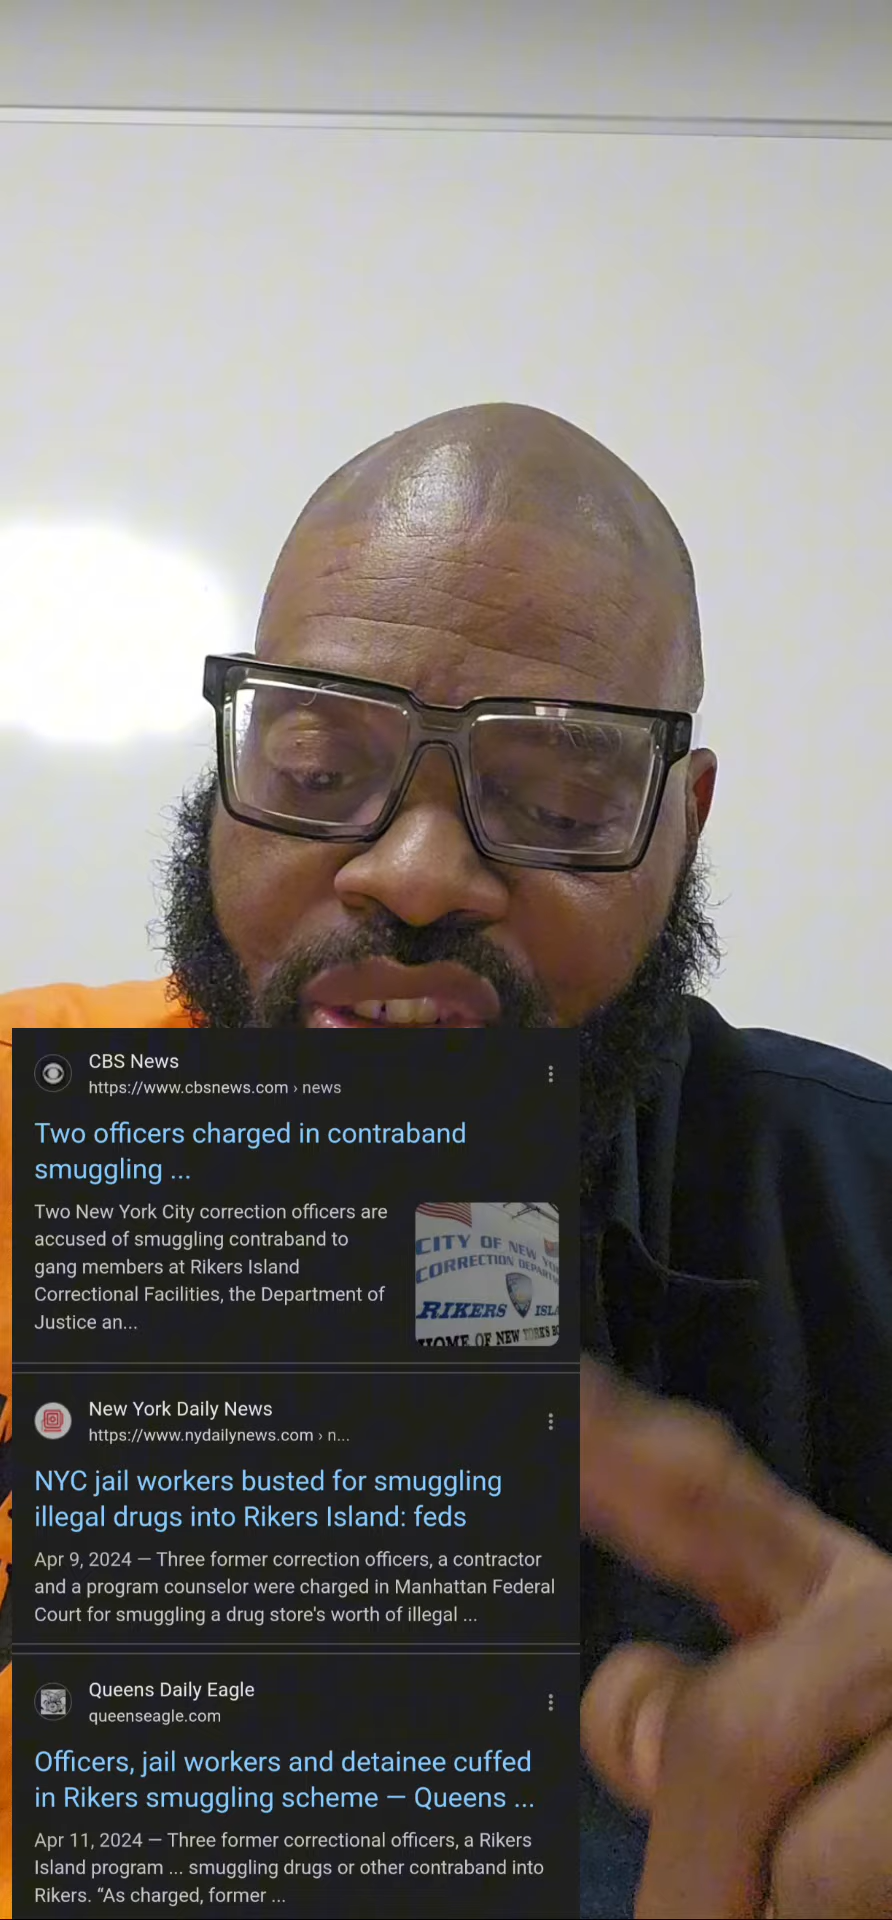 CBS News
https://www.cbsnews.com › news
Two officers charged in contraband
smuggling ...
Two New York City correction officers are
accused of smuggling contraband to
gang members at Rikers Island
Correctional Facilities, the Department of
Justice an...
CITY OF NEW
CORRECTION
RIKERS
HOME OF NEW
New York Daily News
https://www.nydailynews.com › n...
NYC jail workers busted for smuggling
illegal drugs into Rikers Island: feds
Apr 9, 2024 — Three former correction officers, a contractor
and a program counselor were charged in Manhattan Federal
Court for smuggling a drug store's worth of illegal ...
Queens Daily Eagle
queenseagle.com
Officers, jail workers and detainee cuffed
in Rikers smuggling scheme — Queens ...
Apr 11, 2024 — Three former correctional officers, a Rikers
Island program ... smuggling drugs or other contraband into
Rikers. “As charged, former ...